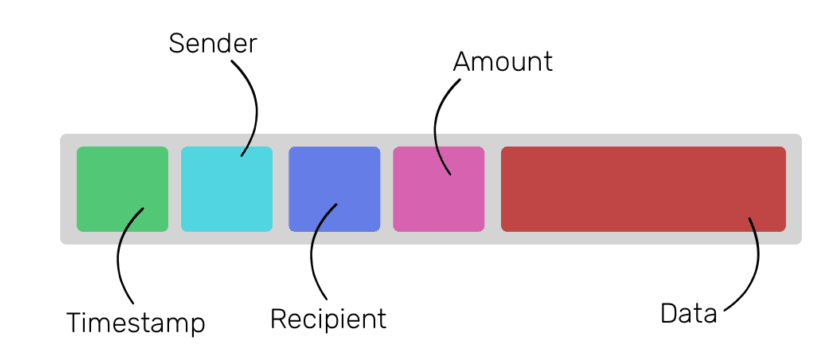 Sender
Amount
Timestamp
Recipient
Data